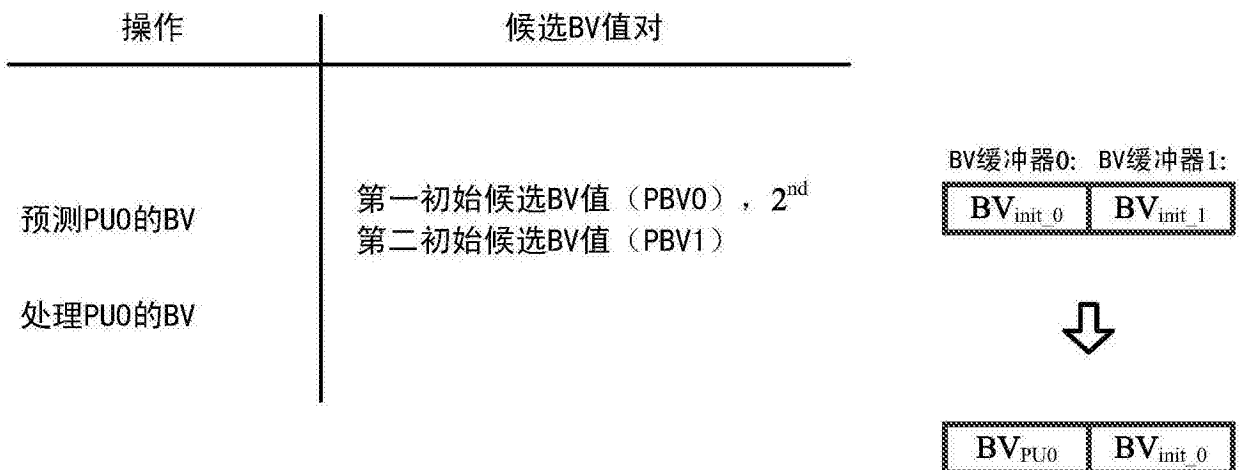 操作 候选BV值对
预测PU0的BV
第一初始候选BV值（PBV0），2nd
第二初始候选BV值（PBV1）
处理PU0的BV
BV缓冲器0: BV缓冲器1:
BVinit_0 BVinit_1
BVPU0 BVinit_0